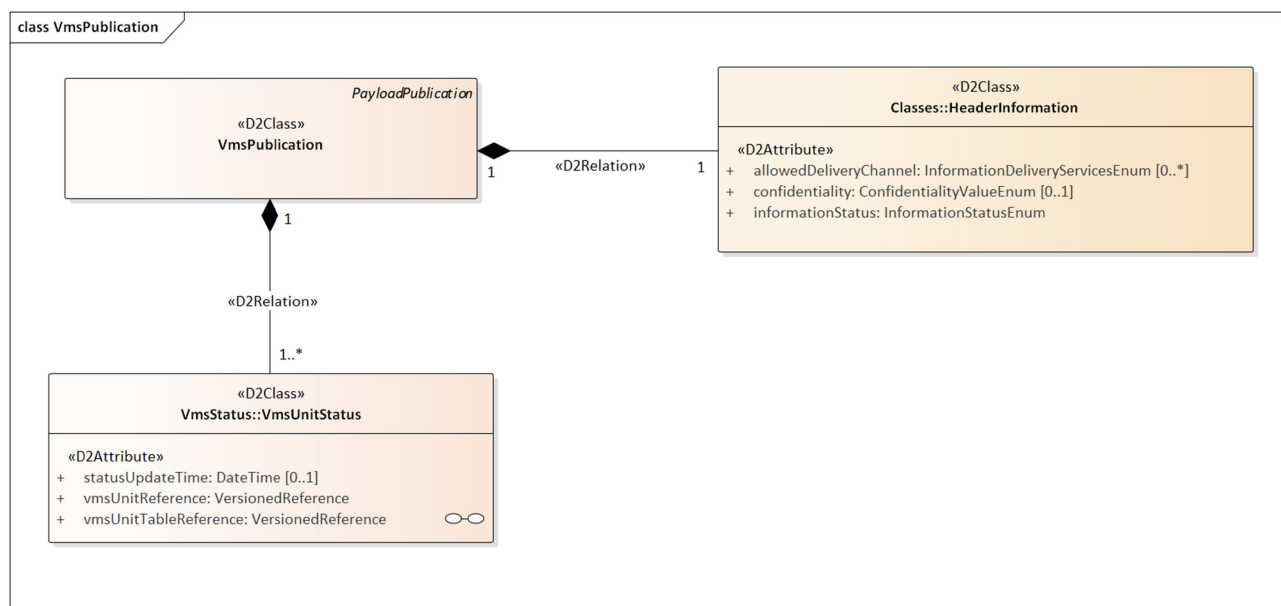 class VmsPublication
PayloadPublication
«D2Class»
VmsPublication
1
«D2Relation»
1
«D2Class»
Classes::HeaderInformation
«D2Attribute»
+ allowedDeliveryChannel: InformationDeliveryServicesEnum [0..*]
+ confidentiality: ConfidentialityValueEnum [0..1]
+ informationStatus: InformationStatusEnum
1
«D2Relation»
1..*
«D2Class»
VmsStatus::VmsUnitStatus
«D2Attribute»
+ statusUpdateTime: DateTime [0..1]
+ vmsUnitReference: VersionedReference
+ vmsUnitTableReference: VersionedReference